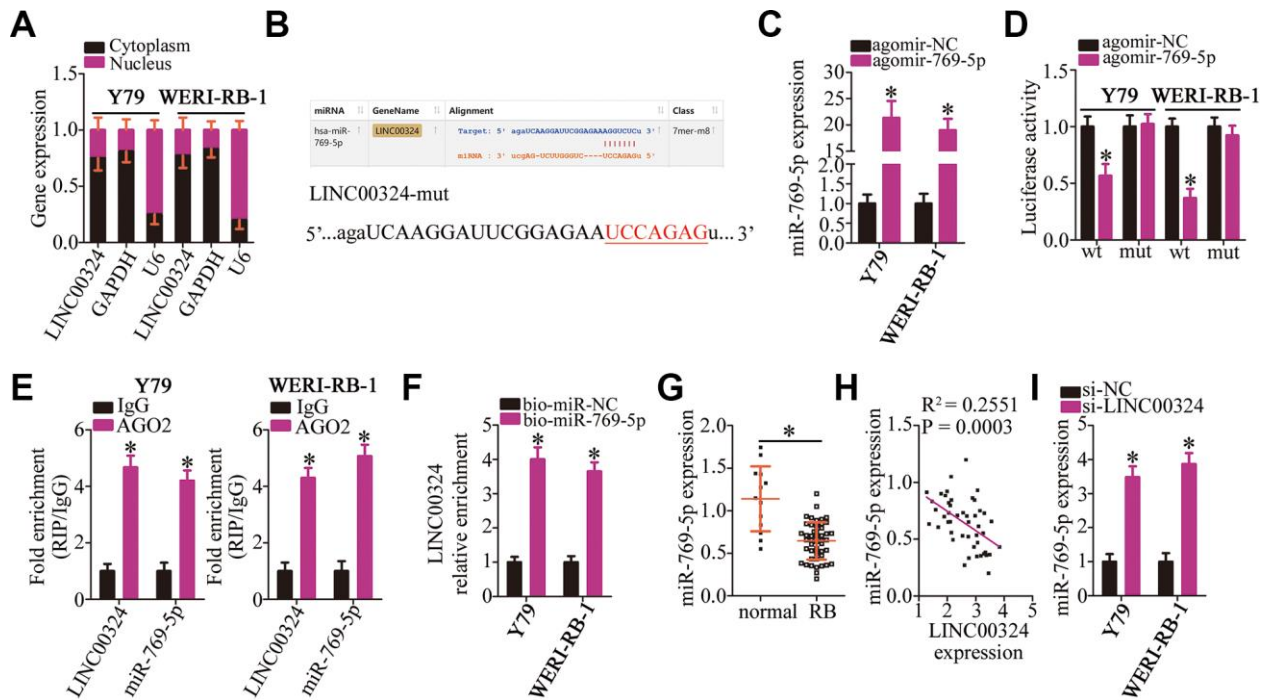 A
Cytoplasm
Nucleus
Y79 WERI-RB-1
Gene expression
1.5
1.0
0.5
0.0
LINC00324
GAPDH
U6
LINC00324
GAPDH
U6
B
miRNA GeneName Alignment Class
hsa-miR-769-5p LINC00324 Target: 5' agaUCAAGGAUUCGGAGAAAGGUCUCu 3' 7mer-m8
miRNA : 3' ucgAG-UCUUGGGUC----UCCAGAGu 5'
LINC00324-mut
5’...agaUCAAGGAUUCGGAGAAUCCAGAGu... 3’
C
agomir-NC
agomir-769-5p
miR-769-5p expression
30
25
20
15
10
2
1
0
*
*
Y79
WERI-RB-1
D
agomir-NC
agomir-769-5p
Y79
WERI-RB-1
Luciferase activity
1.5
1.0
0.5
0.0
*
*
wt mut wt mut
E
Y79
IgG
AGO2
Fold enrichment
(RIP/IgG)
6
4
2
0
*
*
LINC00324
miR-769-5p
WERI-RB-1
IgG
AGO2
Fold enrichment
(RIP/IgG)
6
4
2
0
*
*
LINC00324
miR-769-5p
F
bio-miR-NC
bio-miR-769-5p
LINC00324
relative enrichment
5
4
3
2
1
0
*
*
Y79
WERI-RB-1
G
miR-769-5p expression
2.0
1.5
1.0
0.5
0.0
*
normal RB
H
R² = 0.2551
P = 0.0003
miR-769-5p expression
2.0
1.5
1.0
0.5
0.0
1 2 3 4 5
LINC00324
expression
I
si-NC
si-LINC00324
miR-769-5p expression
5
4
3
2
1
0
*
*
Y79
WERI-RB-1